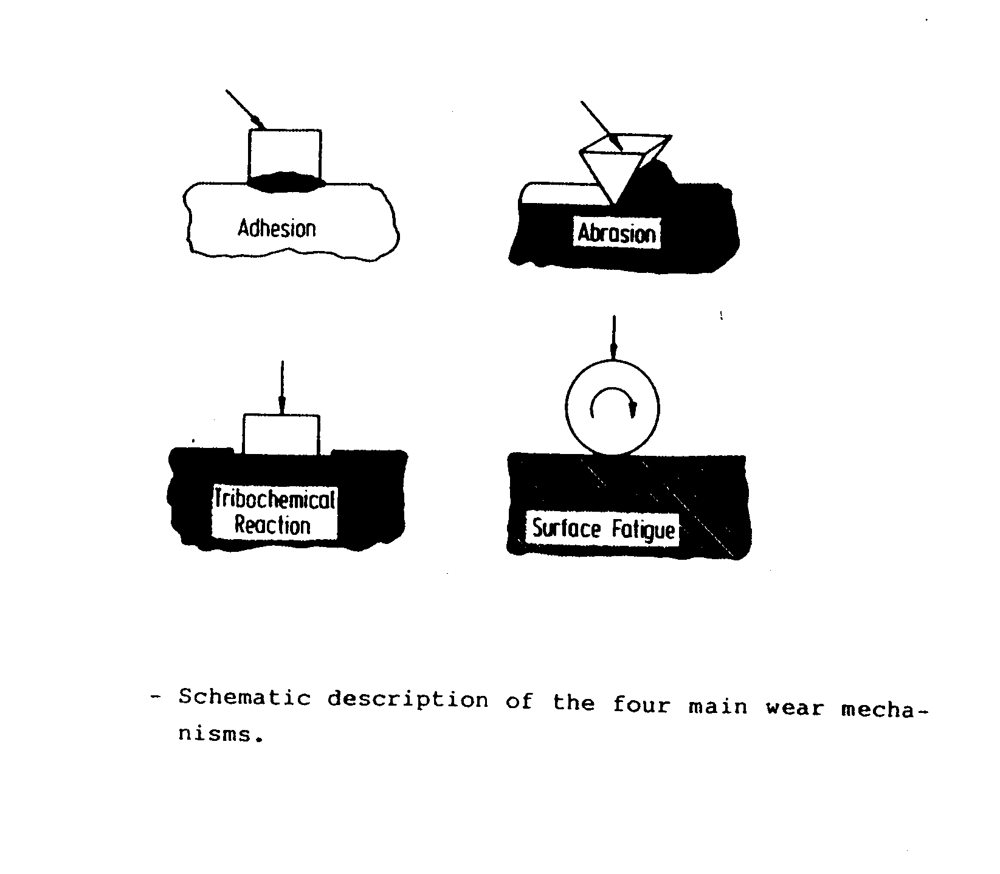 Adhesion
Abrasion
Tribochemical
Reaction
Surface Fatigue
- Schematic description of the four main wear mecha-
nisms.